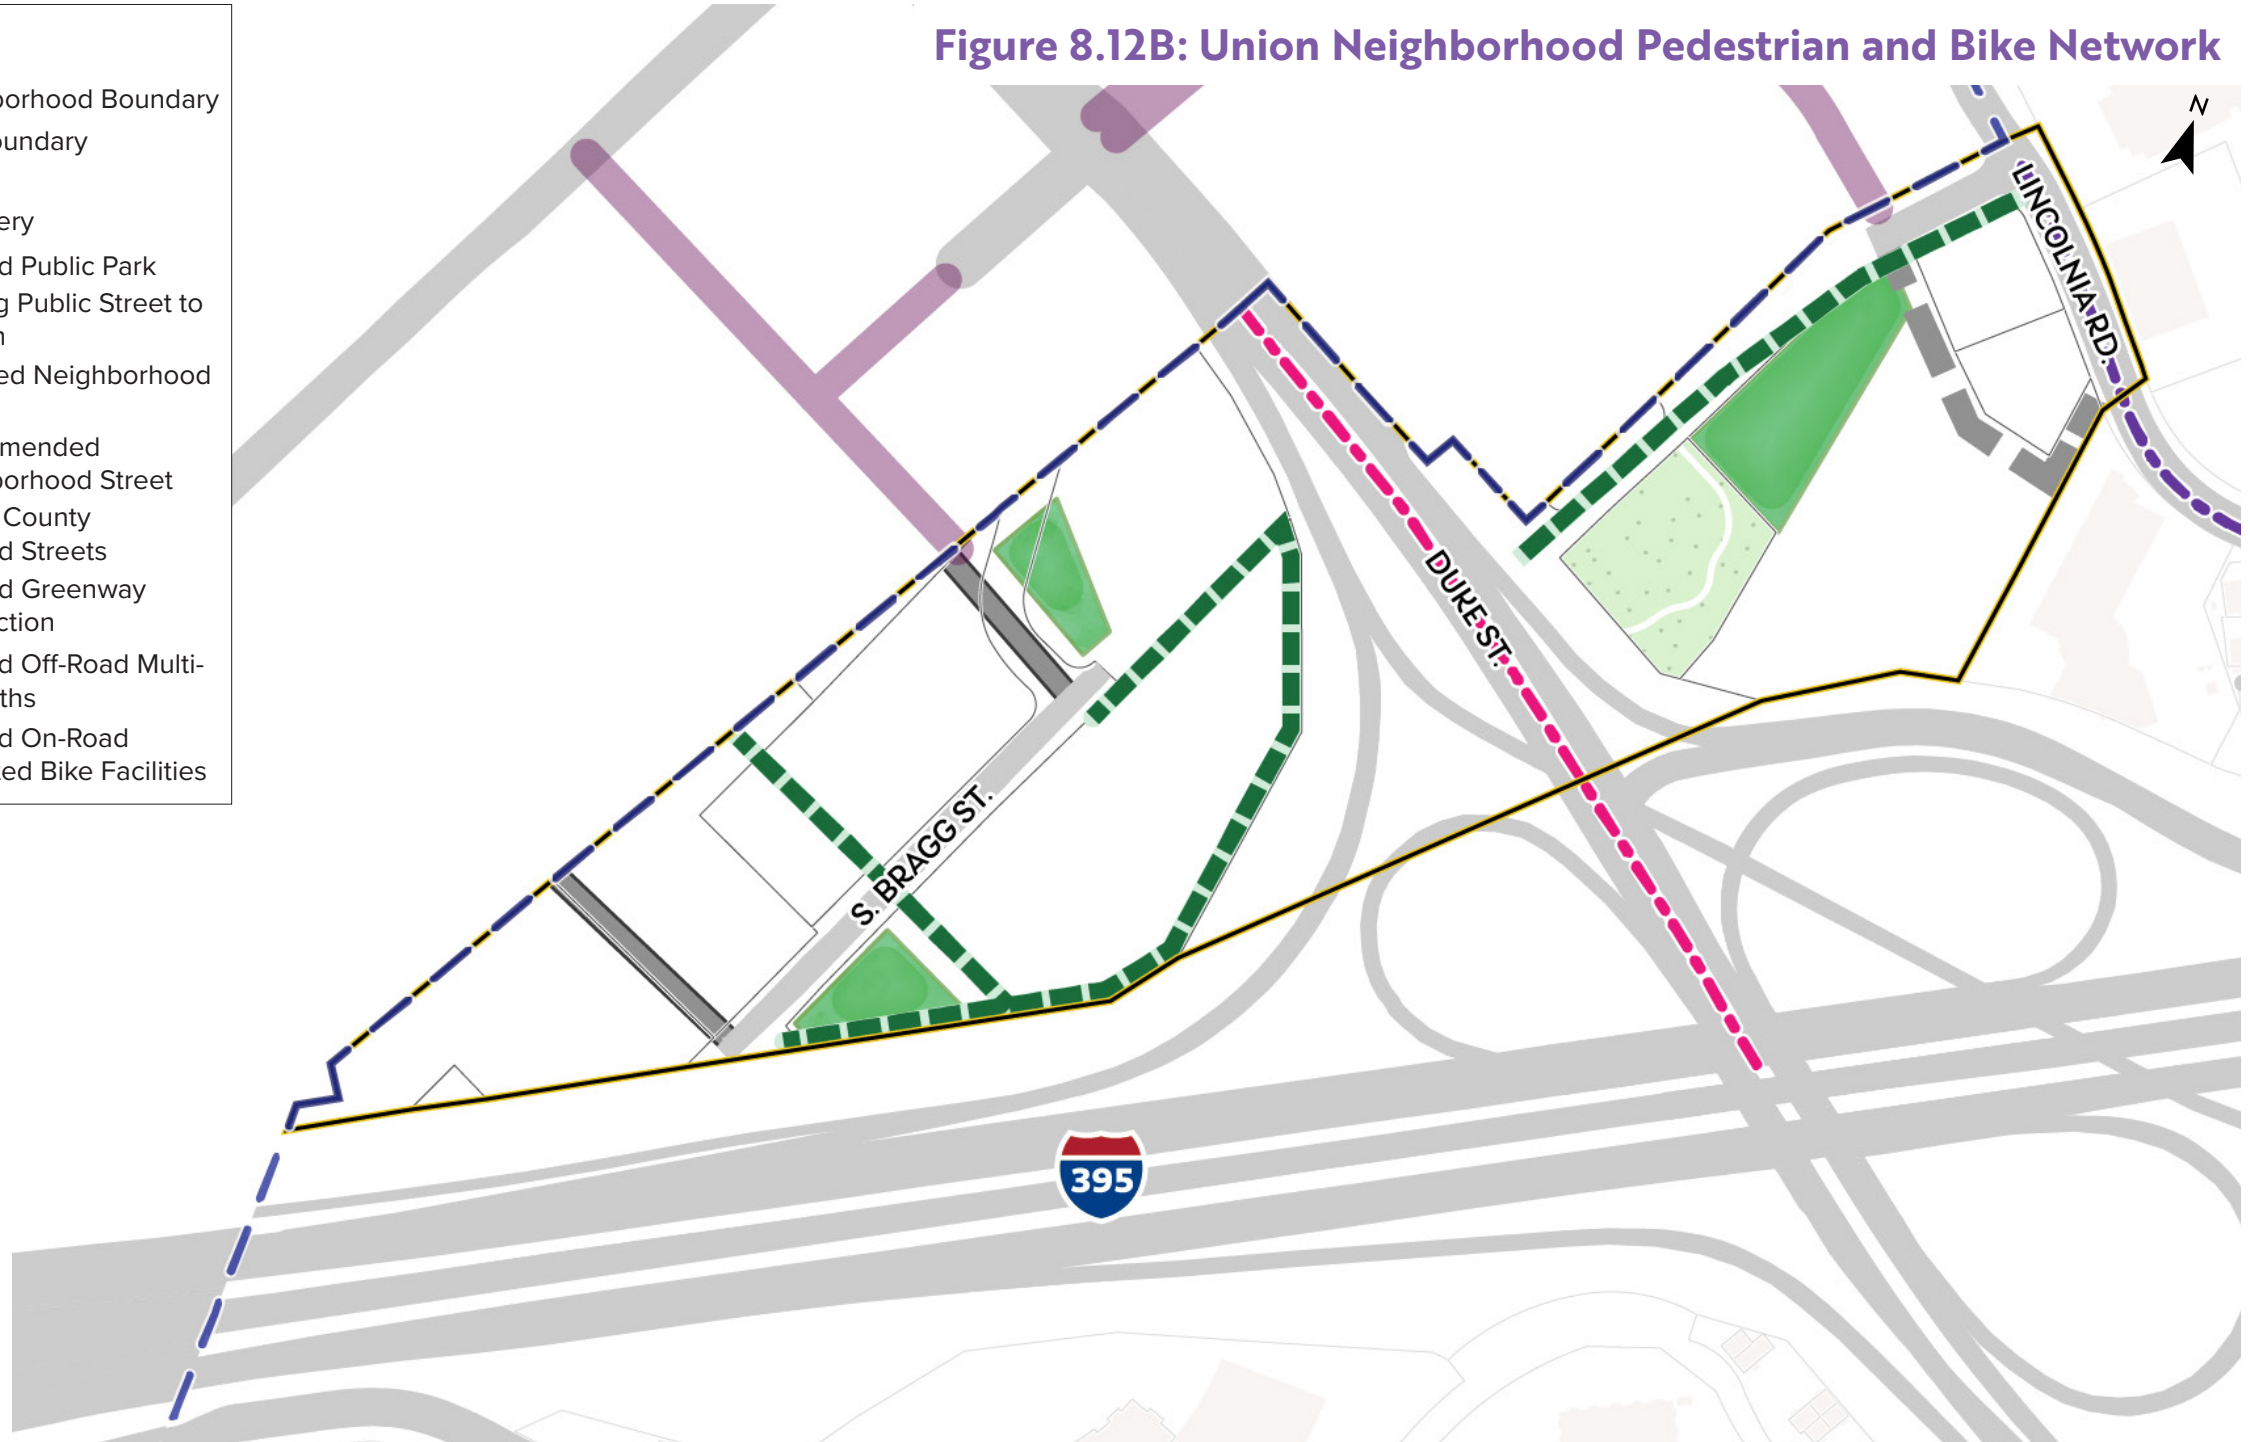 Figure 8.12B: Union Neighborhood Pedestrian and Bike Network
orhood Boundary
oundary
ery
d Public Park
g Public Street to
n
ed Neighborhood
mended
orhood Street
County
d Streets
d Greenway
ction
d Off-Road Multi-
ths
d On-Road
ed Bike Facilities
N
LINCOLNIA RD.
DUKE ST.
S. BRAGG ST.
395